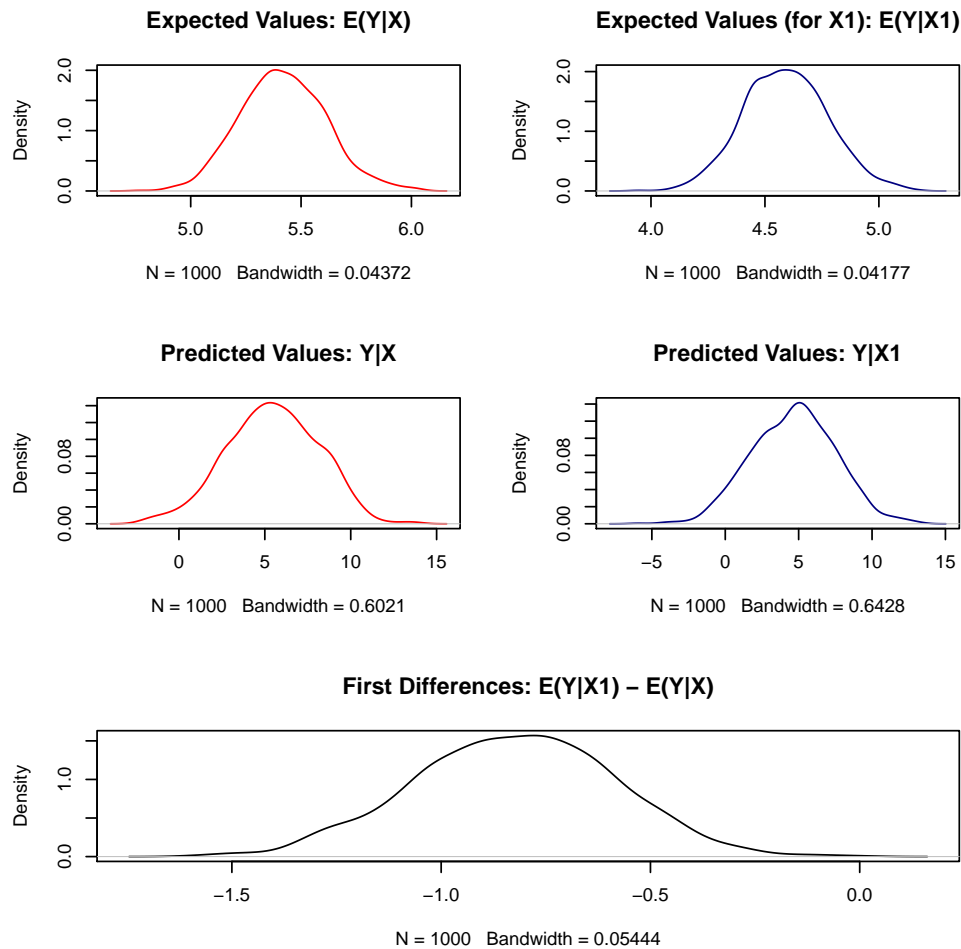 Expected Values: E(Y|X)
Density
0.0 1.0 2.0
5.0 5.5 6.0
N = 1000 Bandwidth = 0.04372
Expected Values (for X1): E(Y|X1)
Density
0.0 1.0 2.0
4.0 4.5 5.0
N = 1000 Bandwidth = 0.04177
Predicted Values: Y|X
Density
0.00 0.08
0 5 10 15
N = 1000 Bandwidth = 0.6021
Predicted Values: Y|X1
Density
0.00 0.08
−5 0 5 10 15
N = 1000 Bandwidth = 0.6428
First Differences: E(Y|X1) − E(Y|X)
Density
0.0 1.0
−1.5 −1.0 −0.5 0.0
N = 1000 Bandwidth = 0.05444